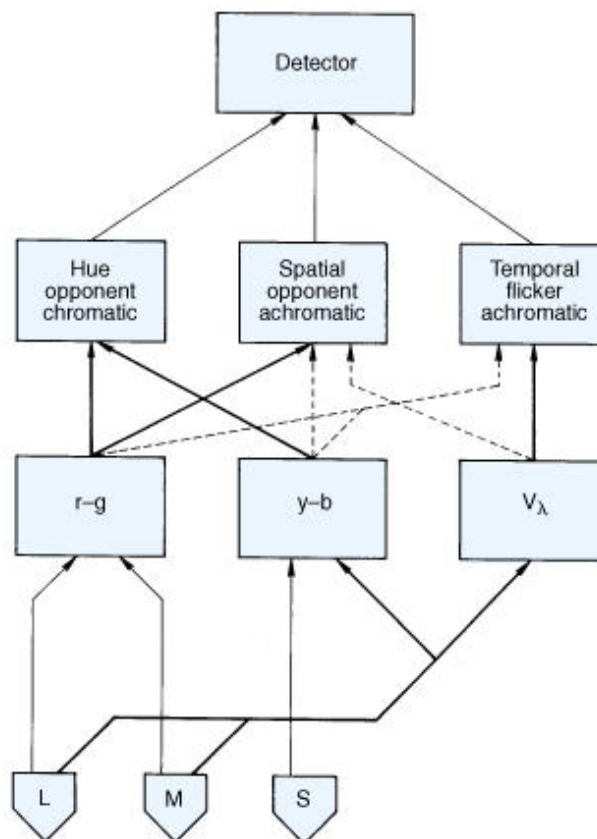 Detector
Hue
opponent
chromatic
Spatial
opponent
achromatic
Temporal
flicker
achromatic
r–g
y–b
Vλ
L
M
S